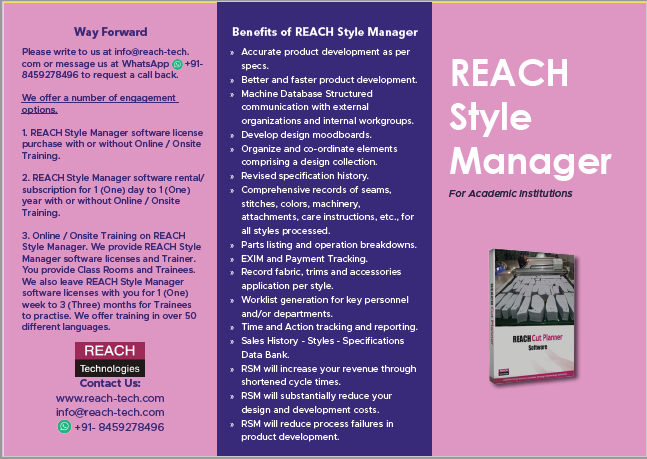 Way Forward
Please write to us at info@reach-tech.
com or message us at WhatsApp +91-
8459278496 to request a call back.
We offer a number of engagement
options.
1. REACH Style Manager software license
purchase with or without Online / Onsite
Training.
2. REACH Style Manager software rental/
subscription for 1 (One) day to 1 (One)
year with or without Online / Onsite
Training.
3. Online / Onsite Training on REACH
Style Manager. We provide REACH Style
Manager software licenses and Trainer.
You provide Class Rooms and Trainees.
We also leave REACH Style Manager
software licenses with you for 1 (One)
week to 3 (Three) months for Trainees
to practise. We offer training in over 50
different languages.
REACH
Technologies
Contact Us:
www.reach-tech.com
info@reach-tech.com
+91- 8459278496
Benefits of REACH Style Manager
» Accurate product development as per
specs.
» Better and faster product development.
» Machine Database Structured
communication with external
organizations and internal workgroups.
» Develop design moodboards.
» Organize and co-ordinate elements
comprising a design collection.
» Revised specification history.
» Comprehensive records of seams,
stitches, colors, machinery,
attachments, care instructions, etc., for
all styles processed.
» Parts listing and operation breakdowns.
» EXIM and Payment Tracking.
» Record fabric, trims and accessories
application per style.
» Worklist generation for key personnel
and/or departments.
» Time and Action tracking and reporting.
» Sales History - Styles - Specifications
Data Bank.
» RSM will increase your revenue through
shortened cycle times.
» RSM will substantially reduce your
design and development costs.
» RSM will reduce process failures in
product development.
REACH
Style
Manager
For Academic Institutions
REACH Cut Planner
Software